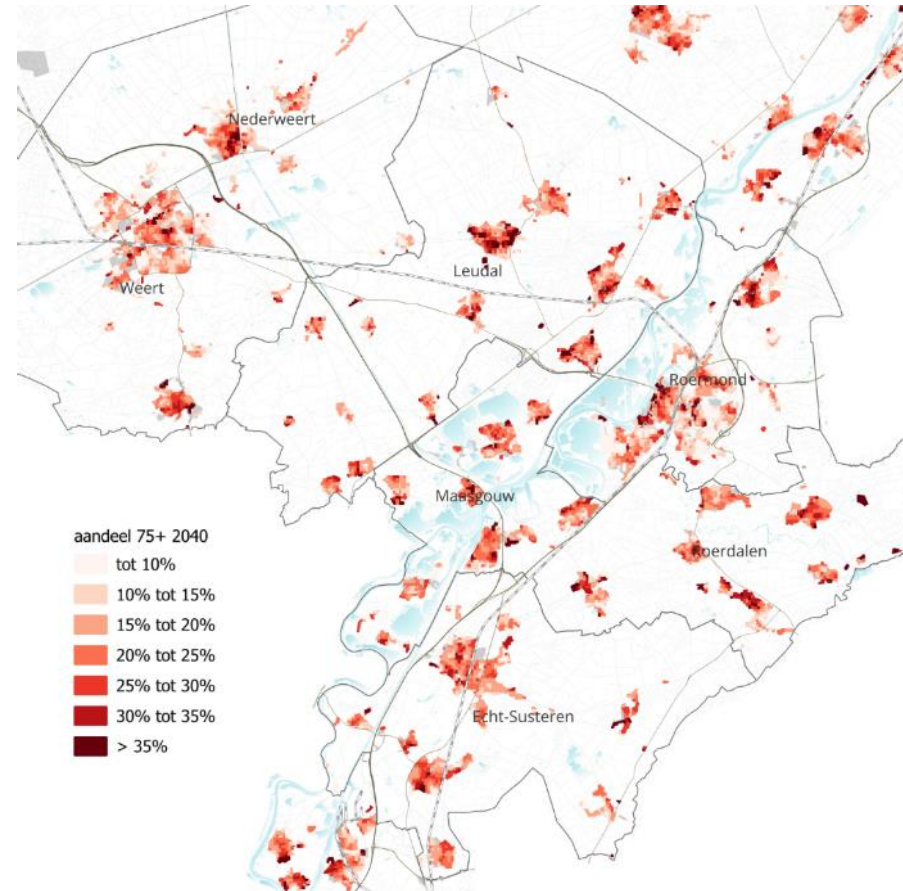 Nederweert
Weert
Leudal
Roermond
Maasgouw
Roerdalen
Echt-Susteren
aandeel 75+ 2040
tot 10%
10% tot 15%
15% tot 20%
20% tot 25%
25% tot 30%
30% tot 35%
> 35%